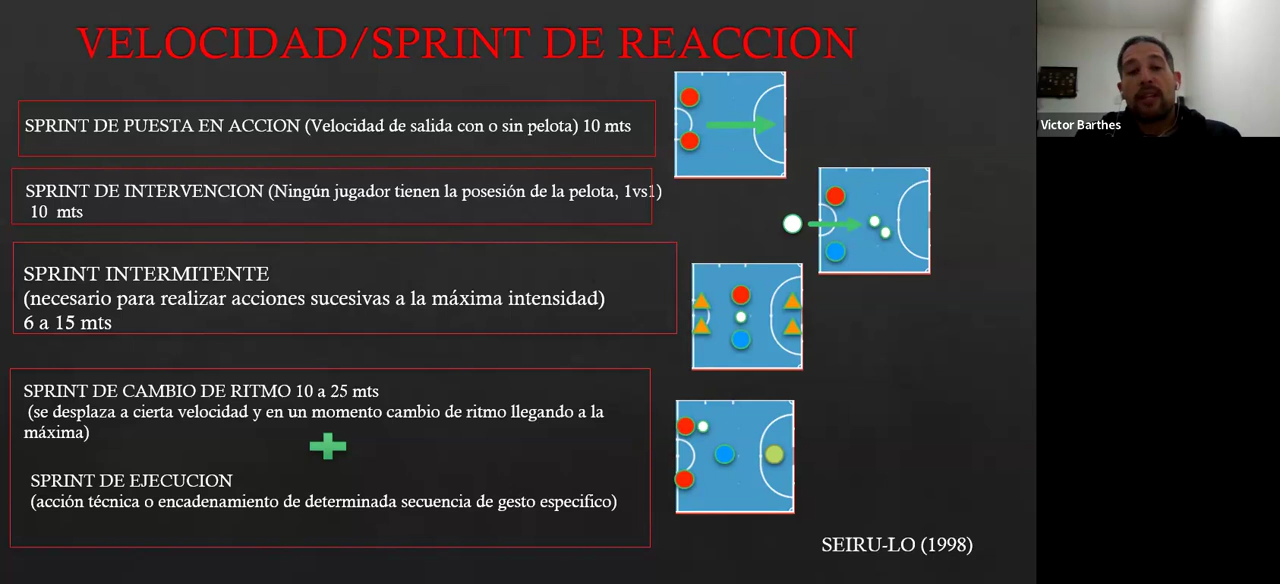 VELOCIDAD/SPRINT DE REACCION
SPRINT DE PUESTA EN ACCION (Velocidad de salida con o sin pelota) 10 mts
SPRINT DE INTERVENCION (Ningún jugador tienen la posesión de la pelota, 1vs1)
10 mts
SPRINT INTERMITENTE
(necesario para realizar acciones sucesivas a la máxima intensidad)
6 a 15 mts
SPRINT DE CAMBIO DE RITMO 10 a 25 mts
(se desplaza a cierta velocidad y en un momento cambio de ritmo llegando a la
máxima)
SPRINT DE EJECUCION
(acción técnica o encadenamiento de determinada secuencia de gesto especifico)
SEIRU-LO (1998)
Victor Barthes